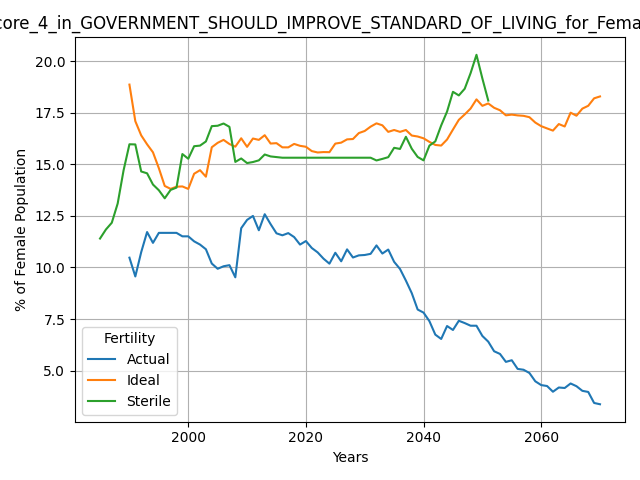 core_4_in_GOVERNMENT_SHOULD_IMPROVE_STANDARD_OF_LIVING_for_Fema
20.0
17.5
15.0
12.5
10.0
7.5
5.0
% of Female Population
Fertility
Actual
Ideal
Sterile
2000
2020
2040
2060
Years